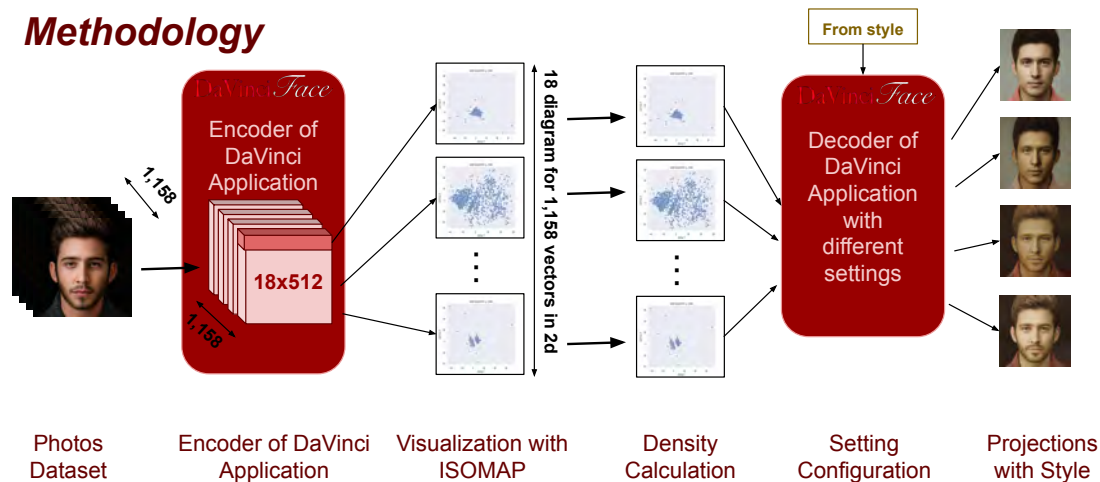 Methodology
From style
DaVinciFace
Encoder of
DaVinci
Application
18x512
1,158
1,158
18 diagram for 1,158 vectors in 2d
DaVinciFace
Decoder of
DaVinci
Application
with
different
settings
Photos
Dataset
Encoder of DaVinci
Application
Visualization with
ISOMAP
Density
Calculation
Setting
Configuration
Projections
with Style